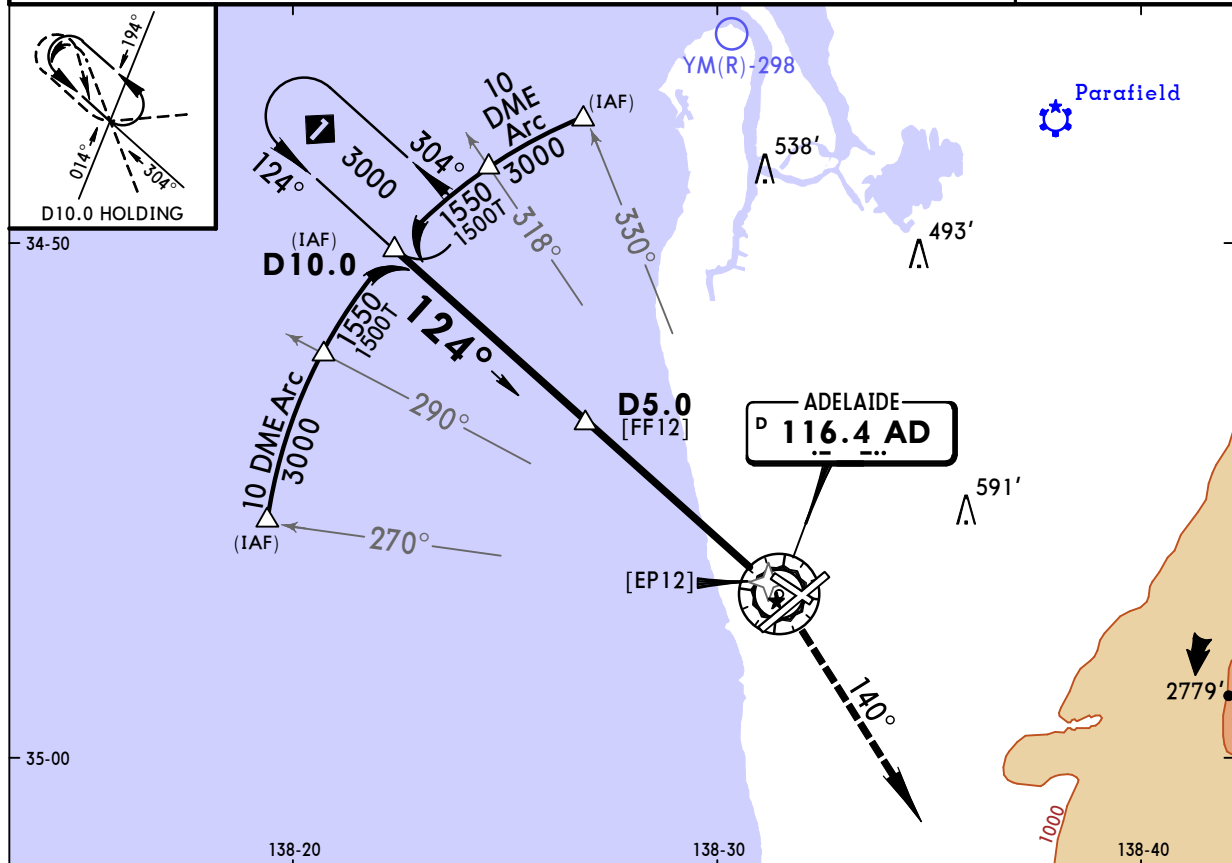 194°
014°
304°
D10.0 HOLDING
YM(R)-298
Parafield
10
DME
Arc
3000
(IAF)
538'
304°
3000
124°
1550
1500T
318°
330°
493'
34-50
(IAF)
D10.0
1550
1500T
124°
290°
D5.0
[FF12]
ADELAIDE
D 116.4 AD
10 DME Arc
3000
591'
(IAF)
270°
[EP12]
140°
2779'
35-00
1000
138-20
138-30
138-40